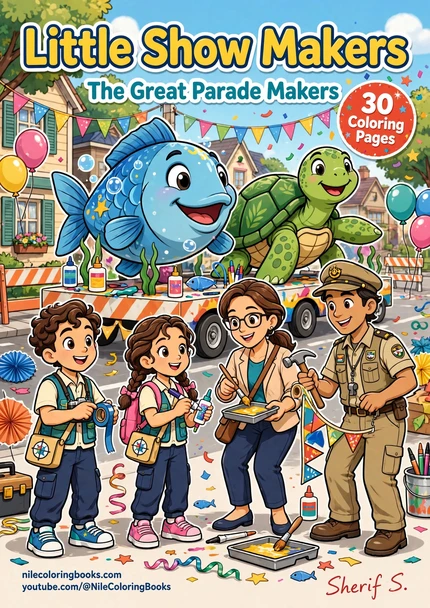 Little Show Makers
The Great Parade Makers
30
Coloring
Pages
nilecoloringbooks.com
youtube.com/@NileColoringBooks
Sherif S.